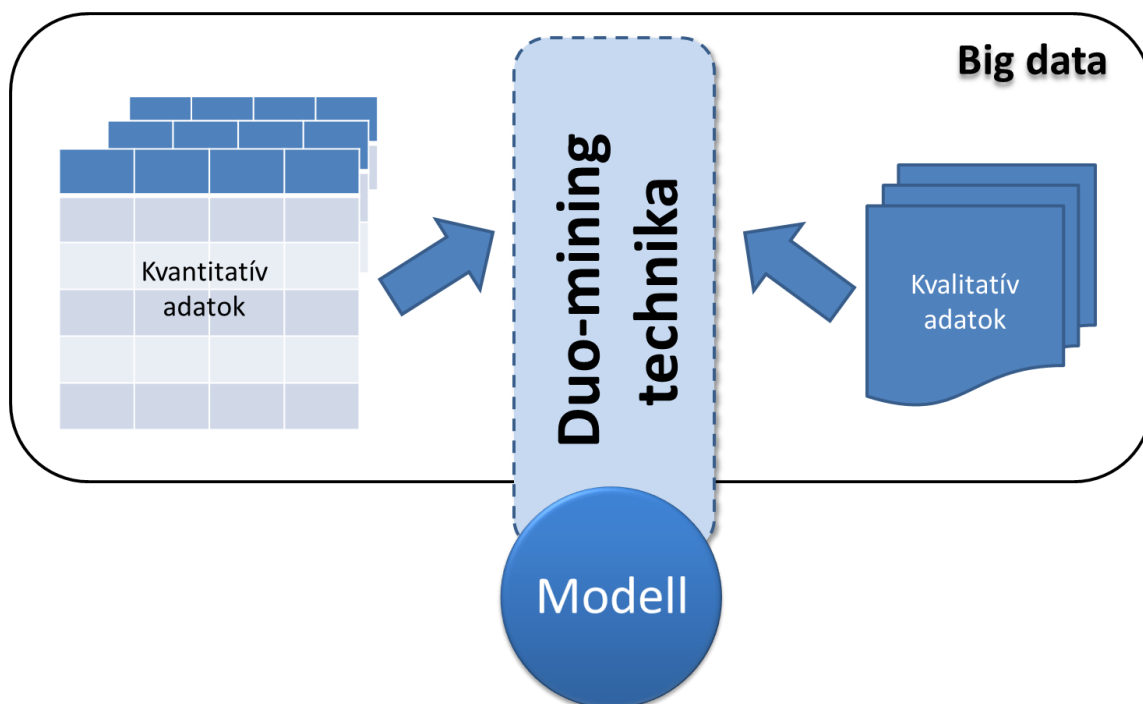 Big data
Kvantitatív
adatok
Duo-mining
technika
Kvalitatív
adatok
Modell